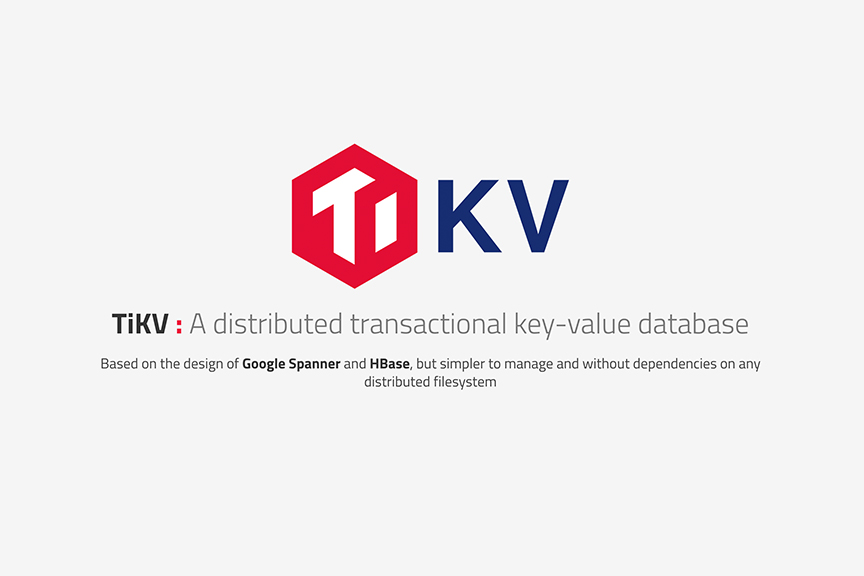 Ti KV
TiKV : A distributed transactional key-value database
Based on the design of Google Spanner and HBase, but simpler to manage and without dependencies on any
distributed filesystem